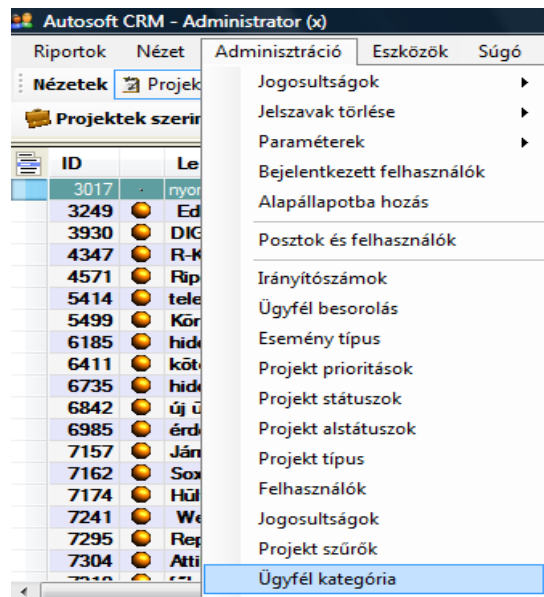 Autosoft CRM - Administrator (x)
Riportok Nézet Adminisztráció Eszközök Súgó
Nézetek
Projektek
ID
3017
3249
3930 DIG
4347
4571
5414 tele
5499
6185
6411
6735
6842 új
6985
7157
7162
7174
7241
7295
7304
Jogosultságok
Jelszavak törlése
Paraméterek
Bejelentkezett felhasználók
Alapállapotba hozás
Posztok és felhasználók
Irányítószámok
Ügyfél besorolás
Esemény típus
Projekt prioritások
Projekt státuszok
Projekt alstátuszok
Projekt típus
Felhasználók
Jogosultságok
Projekt szűrők
Ügyfél kategória